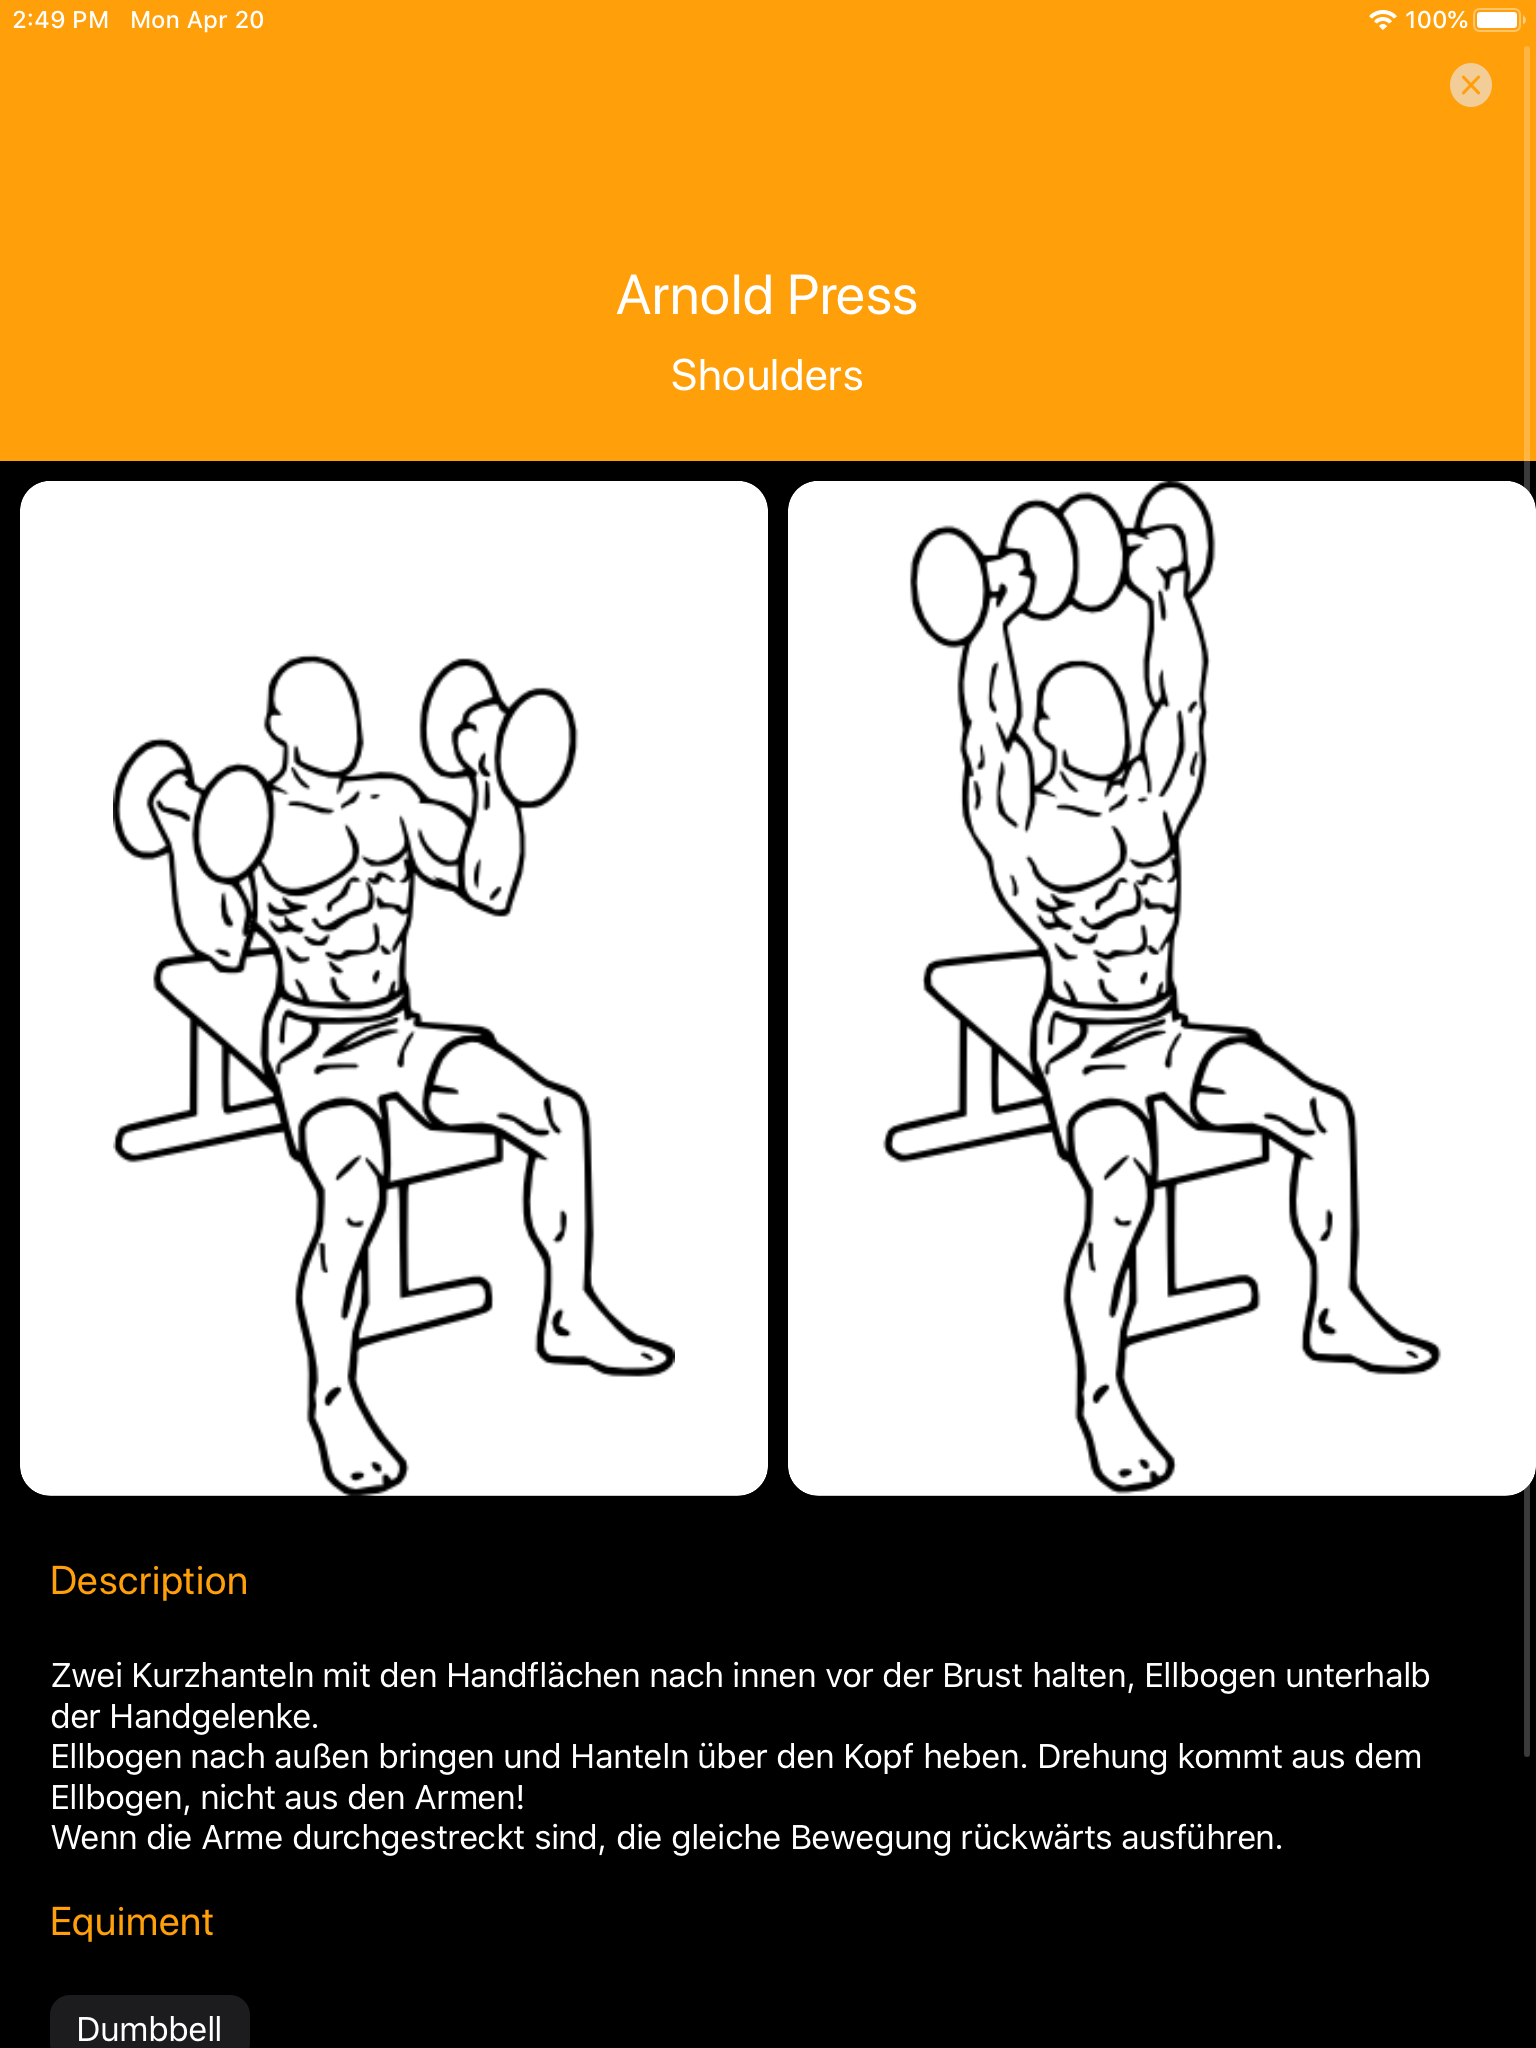 2:49 PM Mon Apr 20 100%
Arnold Press
Shoulders
Description
Zwei Kurzhanteln mit den Handflächen nach innen vor der Brust halten, Ellbogen unterhalb
der Handgelenke.
Ellbogen nach außen bringen und Hanteln über den Kopf heben. Drehung kommt aus dem
Ellbogen, nicht aus den Armen!
Wenn die Arme durchgestreckt sind, die gleiche Bewegung rückwärts ausführen.
Equiment
Dumbbell